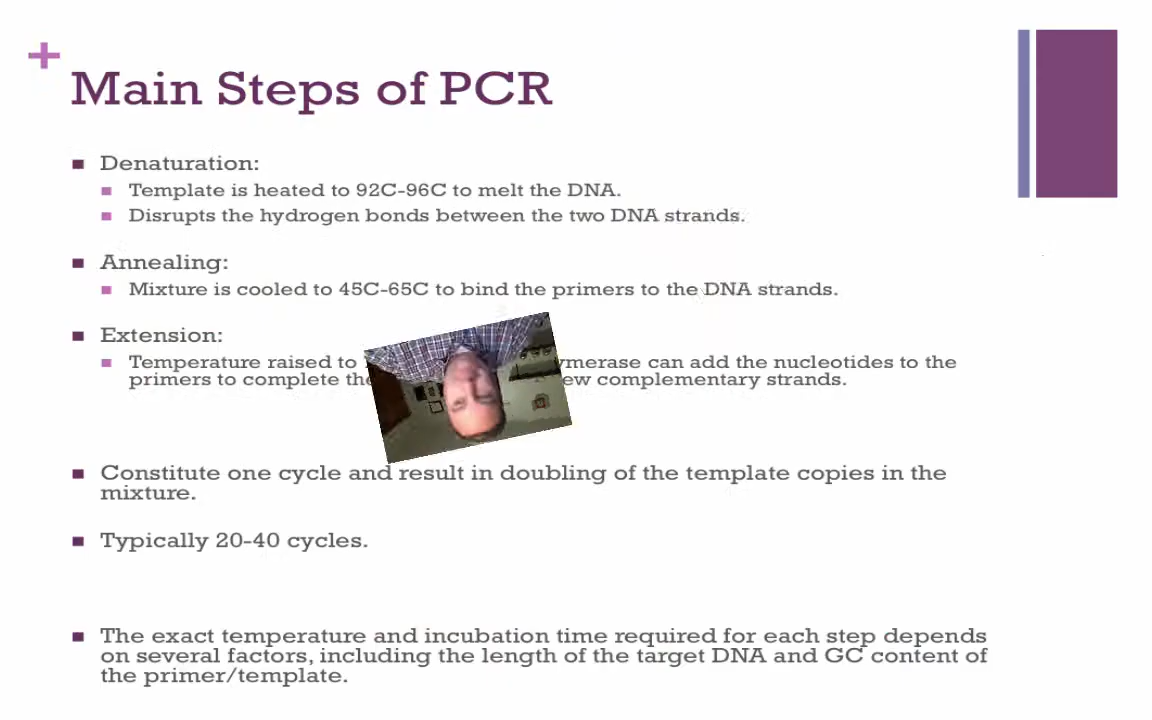 +
Main Steps of PCR
Denaturation:
Template is heated to 92C-96C to melt the DNA.
Disrupts the hydrogen bonds between the two DNA strands.
Annealing:
Mixture is cooled to 45C-65C to bind the primers to the DNA strands.
Extension:
Temperature raised to can add the nucleotides to the
primers to complete complementary strands.
Constitute one cycle and result in doubling of the template copies in the
mixture.
Typically 20-40 cycles.
The exact temperature and incubation time required for each step depends
on several factors, including the length of the target DNA and GC content of
the primer/template.